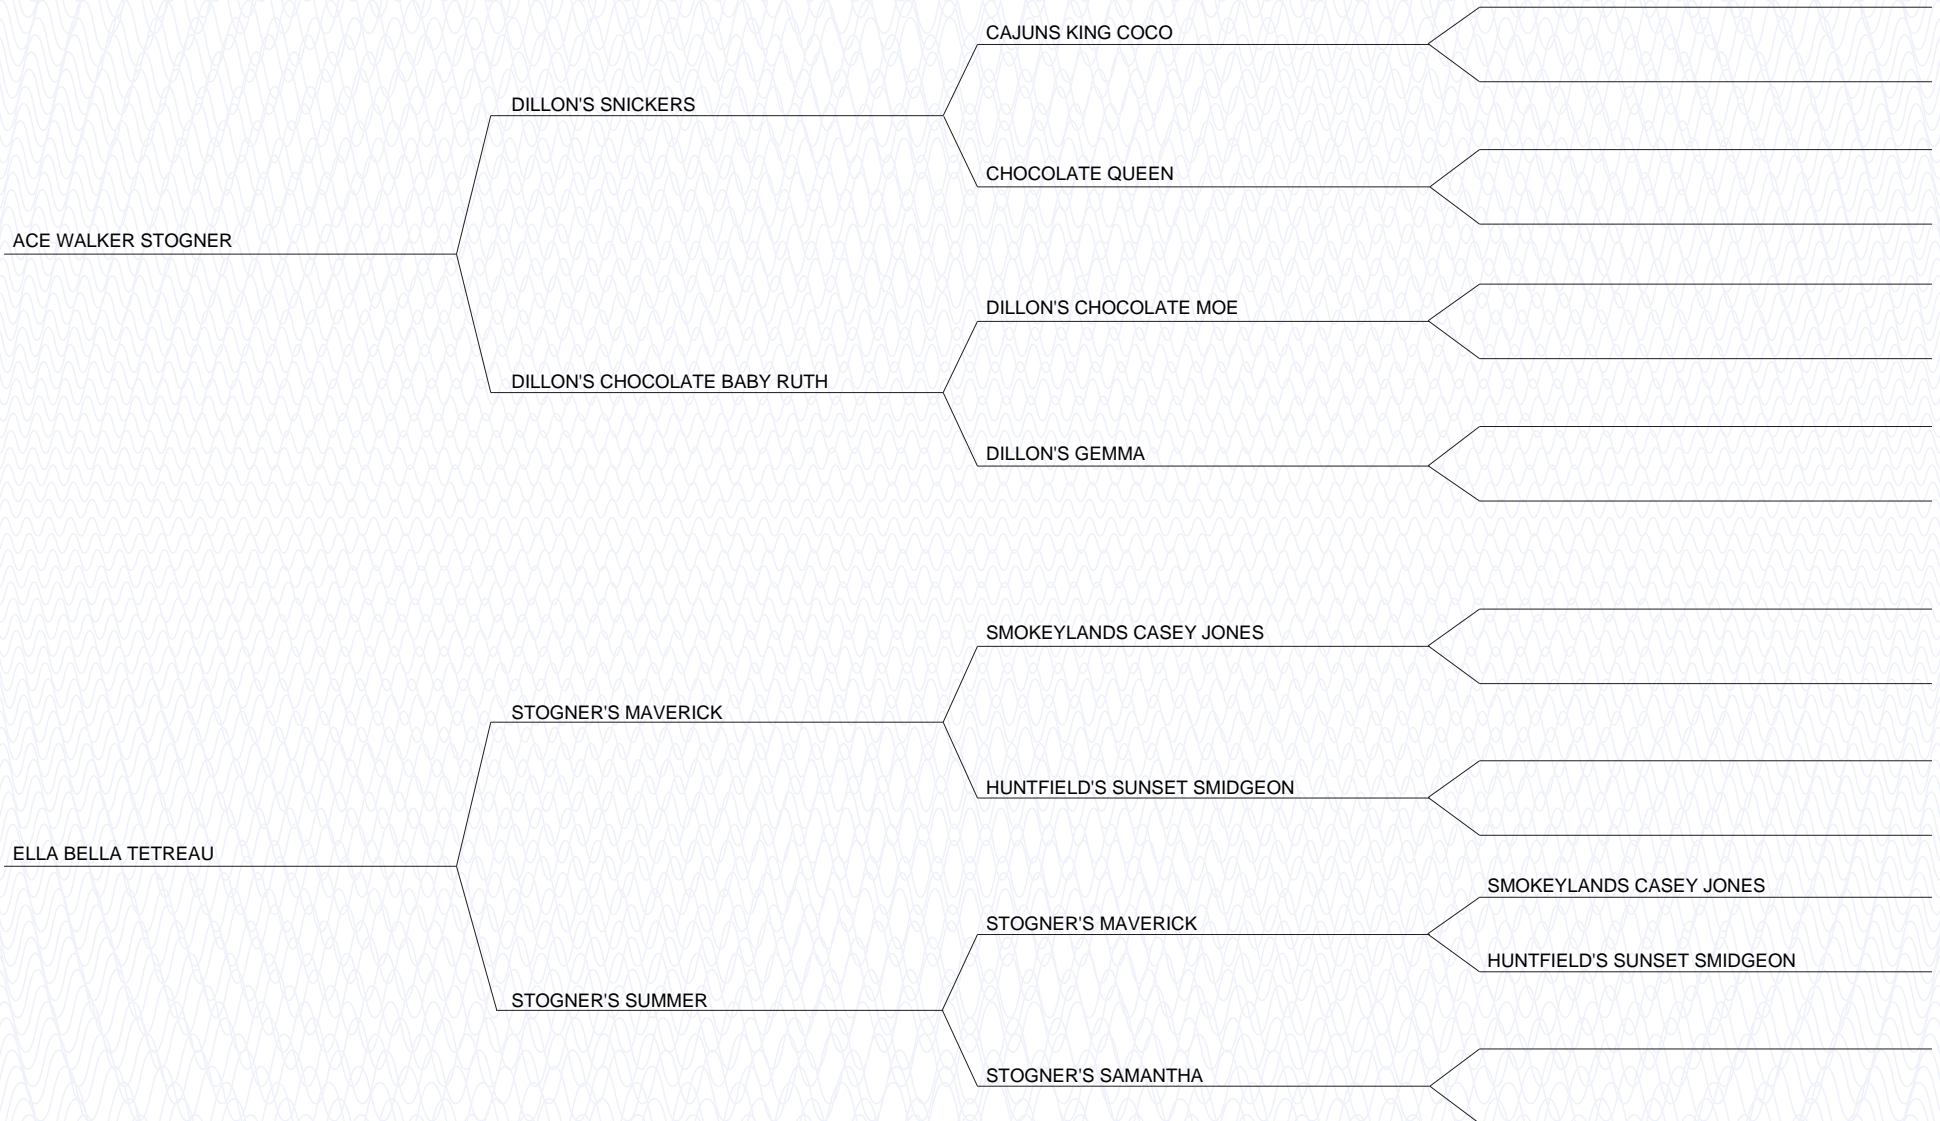 CAJUNS KING COCO
DILLON'S SNICKERS
CHOCOLATE QUEEN
ACE WALKER STOGNER
DILLON'S CHOCOLATE MOE
DILLON'S CHOCOLATE BABY RUTH
DILLON'S GEMMA
SMOKEYLANDS CASEY JONES
STOGNER'S MAVERICK
HUNTFIELD'S SUNSET SMIDGEON
ELLA BELLA TETREAU
SMOKEYLANDS CASEY JONES
STOGNER'S MAVERICK
HUNTFIELD'S SUNSET SMIDGEON
STOGNER'S SUMMER
STOGNER'S SAMANTHA